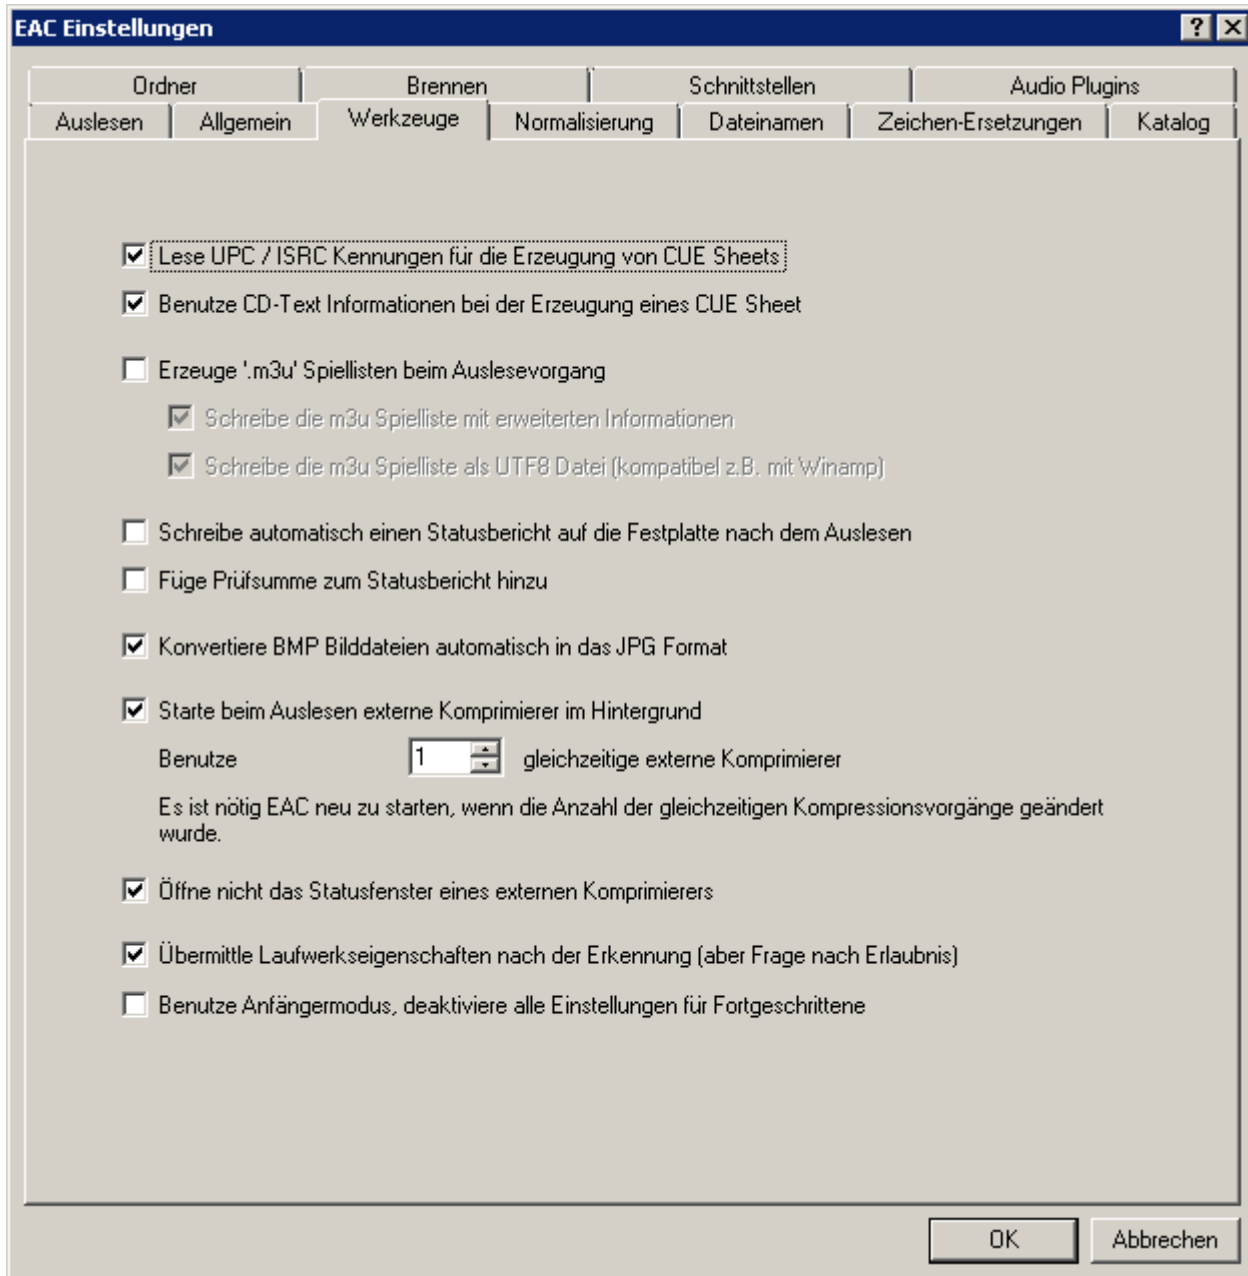 EAC Einstellungen
Ordner Brennen Schnittstellen Audio Plugins
Auslesen Allgemein Werkzeuge Normalisierung Dateinamen Zeichen-Ersetzungen Katalog
Lese UPC / ISRC Kennungen für die Erzeugung von CUE Sheets
Benutze CD-Text Informationen bei der Erzeugung eines CUE Sheet
Erzeuge '.m3u' Spiellisten beim Auslesevorgang
Schreibe die m3u Spielliste mit erweiterten Informationen
Schreibe die m3u Spielliste als UTF8 Datei (kompatibel z.B. mit Winamp)
Schreibe automatisch einen Statusbericht auf die Festplatte nach dem Auslesen
Füge Prüfsumme zum Statusbericht hinzu
Konvertiere BMP Bilddateien automatisch in das JPG Format
Starte beim Auslesen externe Komprimierer im Hintergrund
Benutze 1 gleichzeitige externe Komprimierer
Es ist nötig EAC neu zu starten, wenn die Anzahl der gleichzeitigen Kompressionsvorgänge geändert
wurde.
Öffne nicht das Statusfenster eines externen Komprimierers
Übermittle Laufwerkseigenschaften nach der Erkennung (aber Frage nach Erlaubnis)
Benutze Anfängermodus, deaktiviere alle Einstellungen für Fortgeschrittene
OK Abbrechen